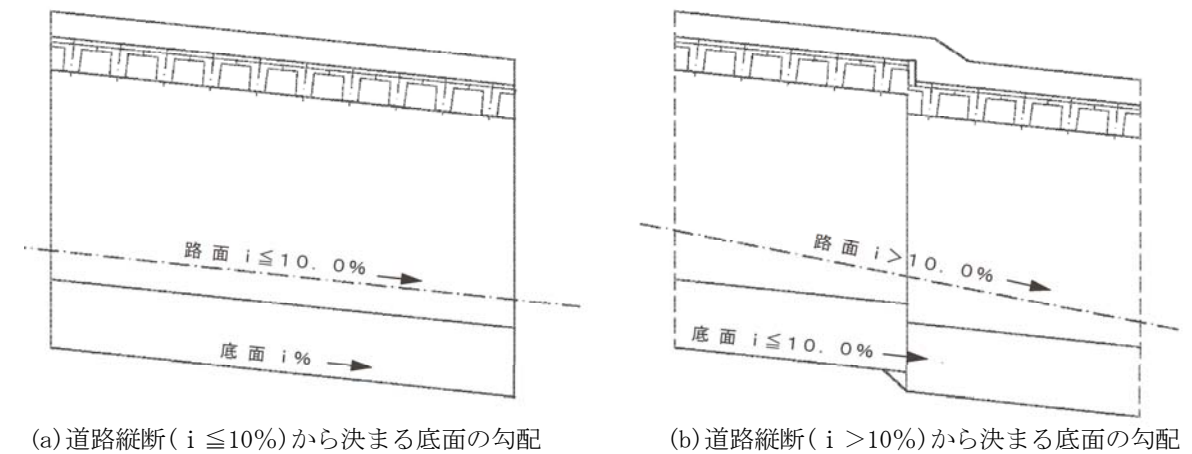 路面 i≦10.0%
底面 i%
(a)道路縦断(i≦10%)から決まる底面の勾配
路面 i>10.0%
底面 i≦10.0%
(b)道路縦断(i>10%)から決まる底面の勾配